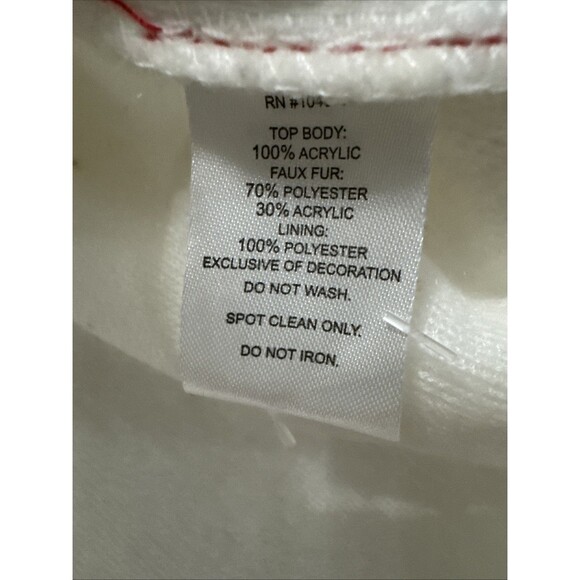 RN
TOP BODY:
100% ACRYLIC
FAUX FUR:
70% POLYESTER
30% ACRYLIC
LINING:
100% POLYESTER
EXCLUSIVE OF DECORATION
DO NOT WASH.
SPOT CLEAN ONLY.
DO NOT IRON.